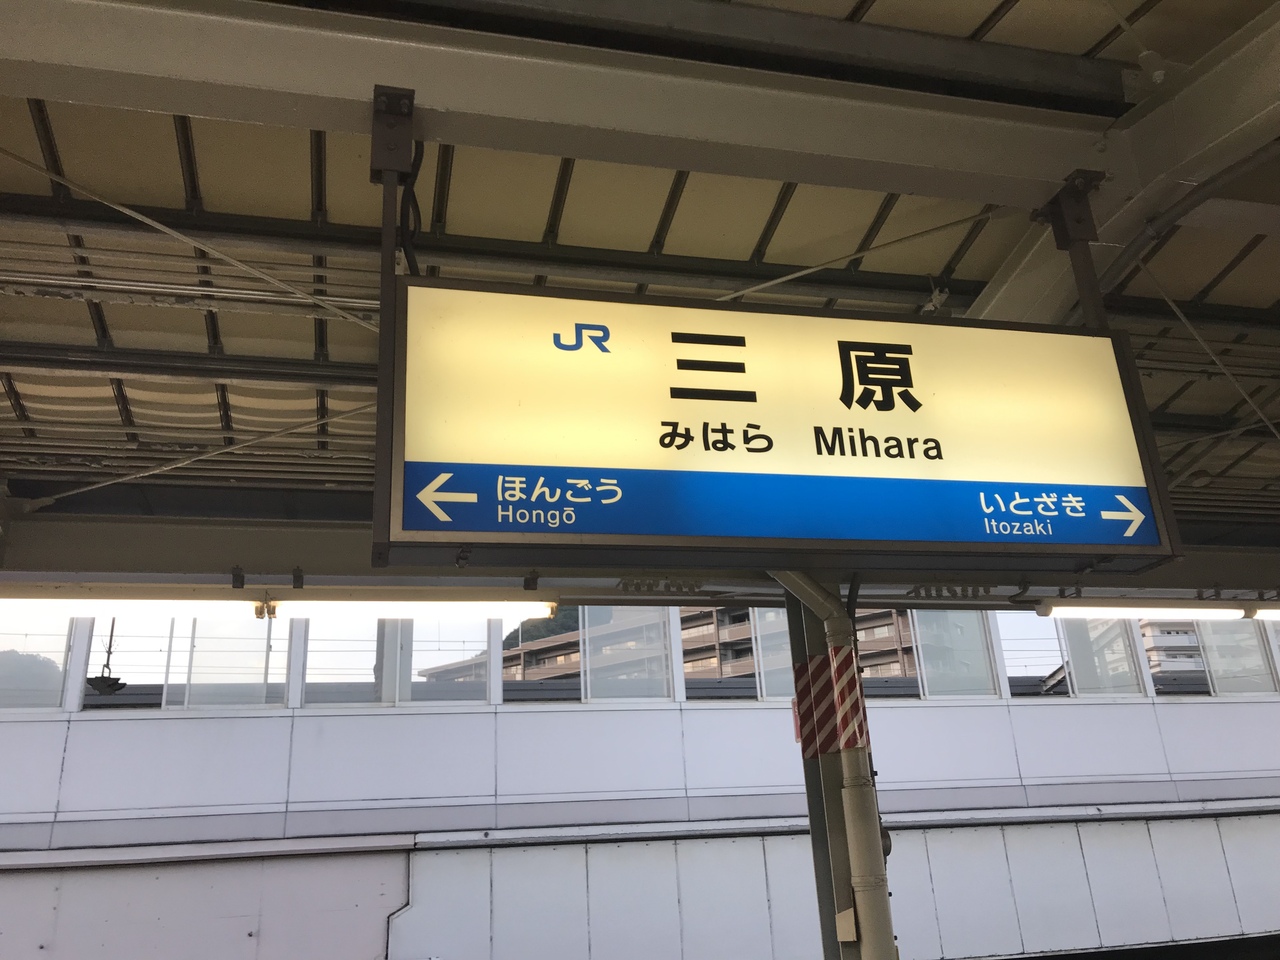 JR 三原
みはら Mihara
← ほんごう
Hongō
いとざき →
Itozaki